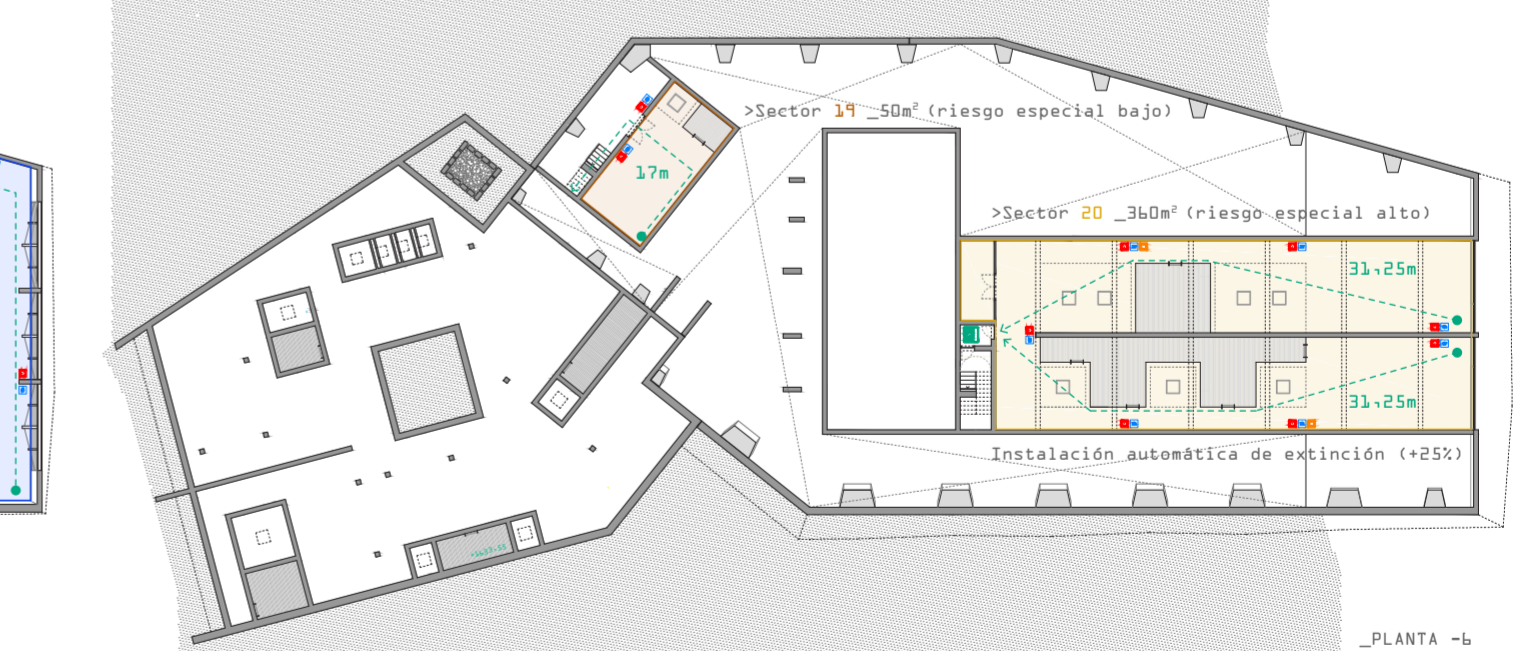 >Sector 19 _50m² (riesgo especial bajo)
17m
>Sector 20 _360m² (riesgo especial alto)
31,25m
31,25m
Instalación automática de extinción (+25%)
_PLANTA -6